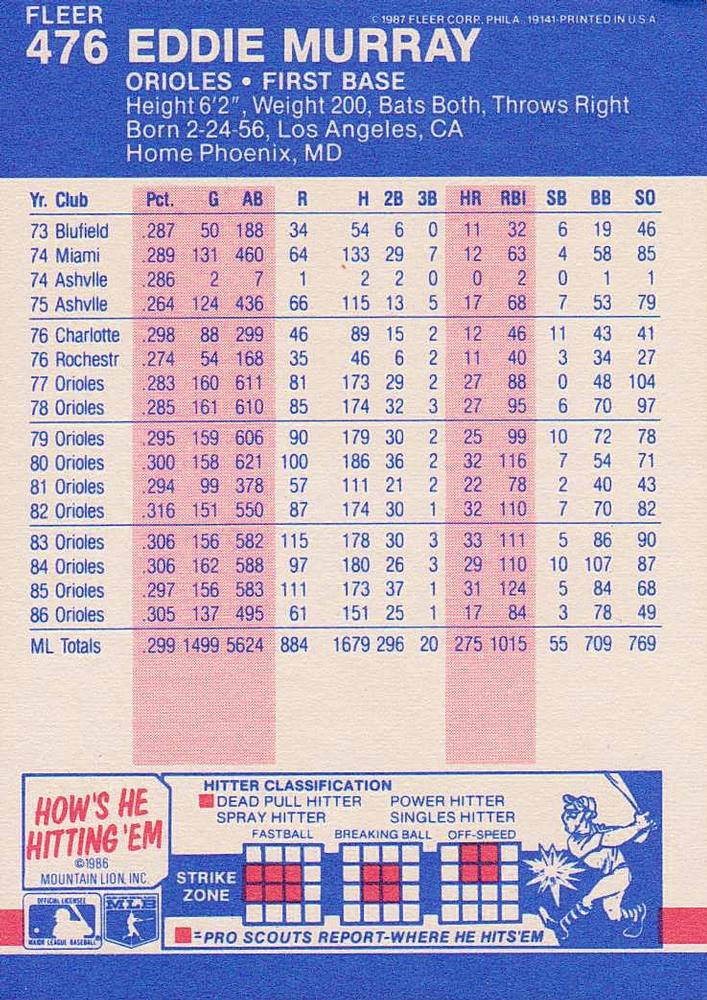 FLEER © 1987 FLEER CORP. PHILA. 19141-PRINTED IN U S A
476 EDDIE MURRAY
ORIOLES • FIRST BASE
Height 6'2", Weight 200, Bats Both, Throws Right
Born 2-24-56, Los Angeles, CA
Home Phoenix, MD
Yr. Club Pct. G AB R H 2B 3B HR RBI SB BB SO
73 Blufield .287 50 188 34 54 6 0 11 32 6 19 46
74 Miami .289 131 460 64 133 29 7 12 63 4 58 85
74 Ashvlle .286 2 7 1 2 2 0 0 2 0 1 1
75 Ashvlle .264 124 436 66 115 13 5 17 68 7 53 79
76 Charlotte .298 88 299 46 89 15 2 12 46 11 43 41
76 Rochestr .274 54 168 35 46 6 2 11 40 3 34 27
77 Orioles .283 160 611 81 173 29 2 27 88 0 48 104
78 Orioles .285 161 610 85 174 32 3 27 95 6 70 97
79 Orioles .295 159 606 90 179 30 2 25 99 10 72 78
80 Orioles .300 158 621 100 186 36 2 32 116 7 54 71
81 Orioles .294 99 378 57 111 21 2 22 78 2 40 43
82 Orioles .316 151 550 87 174 30 1 32 110 7 70 82
83 Orioles .306 156 582 115 178 30 3 33 111 5 86 90
84 Orioles .306 162 588 97 180 26 3 29 110 10 107 87
85 Orioles .297 156 583 111 173 37 1 31 124 5 84 68
86 Orioles .305 137 495 61 151 25 1 17 84 3 78 49
ML Totals .299 1499 5624 884 1679 296 20 275 1015 55 709 769
HOW'S HE
HITTING 'EM
©1986
MOUNTAIN LION, INC.
OFFICIAL LICENSEE
MAJOR LEAGUE BASEBALL
MLB
HITTER CLASSIFICATION
DEAD PULL HITTER POWER HITTER
SPRAY HITTER SINGLES HITTER
FASTBALL BREAKING BALL OFF-SPEED
STRIKE
ZONE
=PRO SCOUTS REPORT-WHERE HE HITS'EM